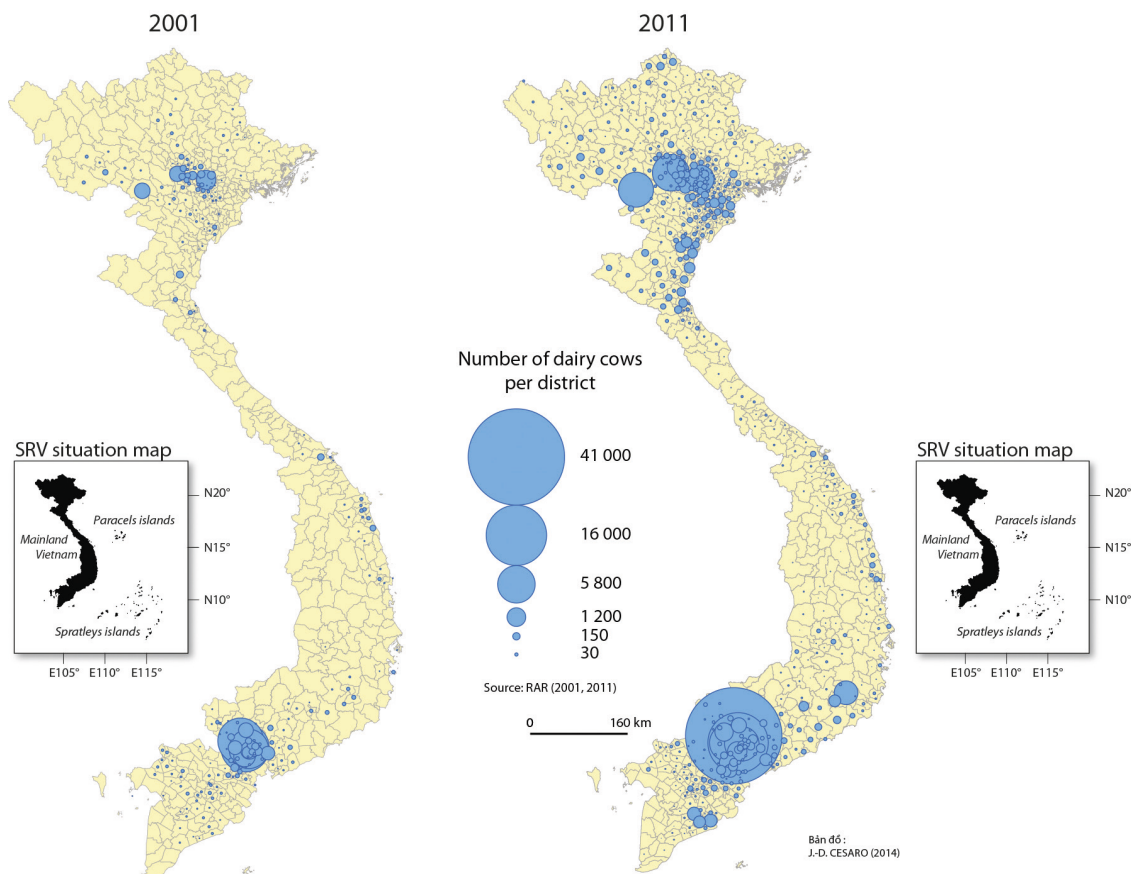 2001
2011
Number of dairy cows
per district
41 000
16 000
5 800
1 200
150
30
Source: RAR (2001, 2011)
0
160 km
SRV situation map
N20°
Paracels islands
Mainland
Vietnam
N15°
N10°
Spratleys islands
E105° E110° E115°
SRV situation map
N20°
Paracels islands
Mainland
Vietnam
N15°
N10°
Spratleys islands
E105° E110° E115°
Bản đồ :
J.-D. CESARO (2014)